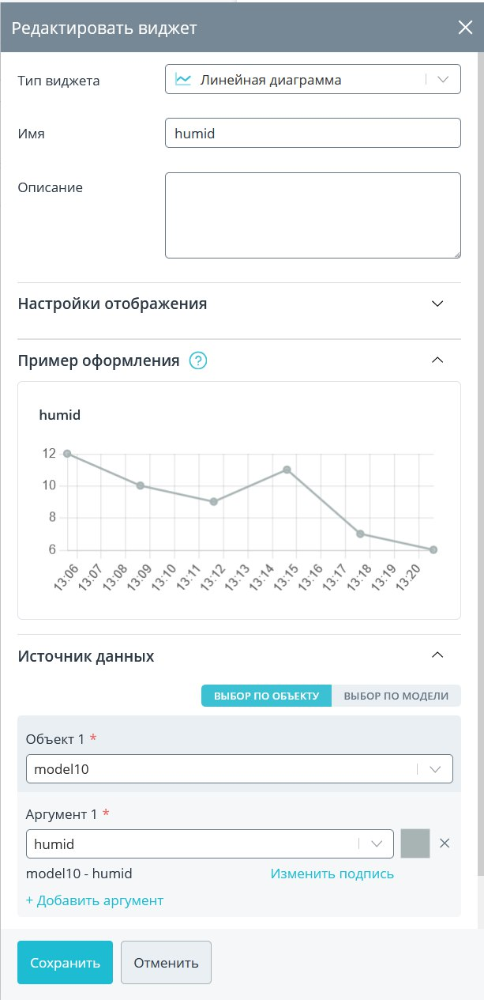 Редактировать виджет
Тип виджета
Линейная диаграмма
Имя
humid
Описание
Настройки отображения
Пример оформления ?
humid
12
10
8
6
13:06 13:07 13:08 13:09 13:10 13:11 13:12 13:13 13:14 13:15 13:16 13:17 13:18 13:19 13:20
Источник данных
ВЫБОР ПО ОБЪЕКТУ ВЫБОР ПО МОДЕЛИ
Объект 1 *
model10
Аргумент 1 *
humid
model10 - humid Изменить подпись
+ Добавить аргумент
Сохранить Отменить